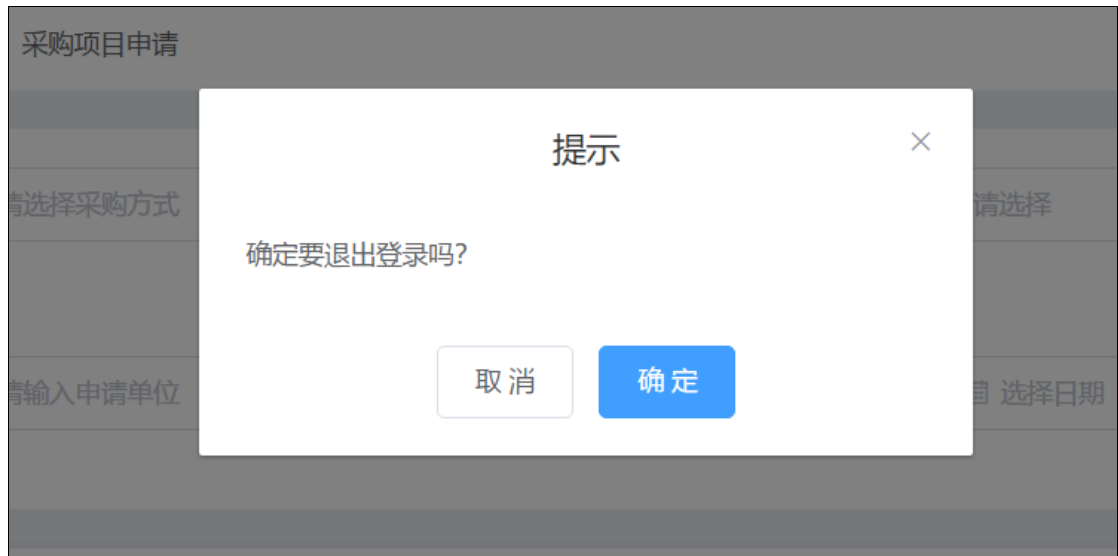 采购项目申请
提示
请选择采购方式
请选择
确定要退出登录吗?
取消
确定
请输入申请单位
选择日期